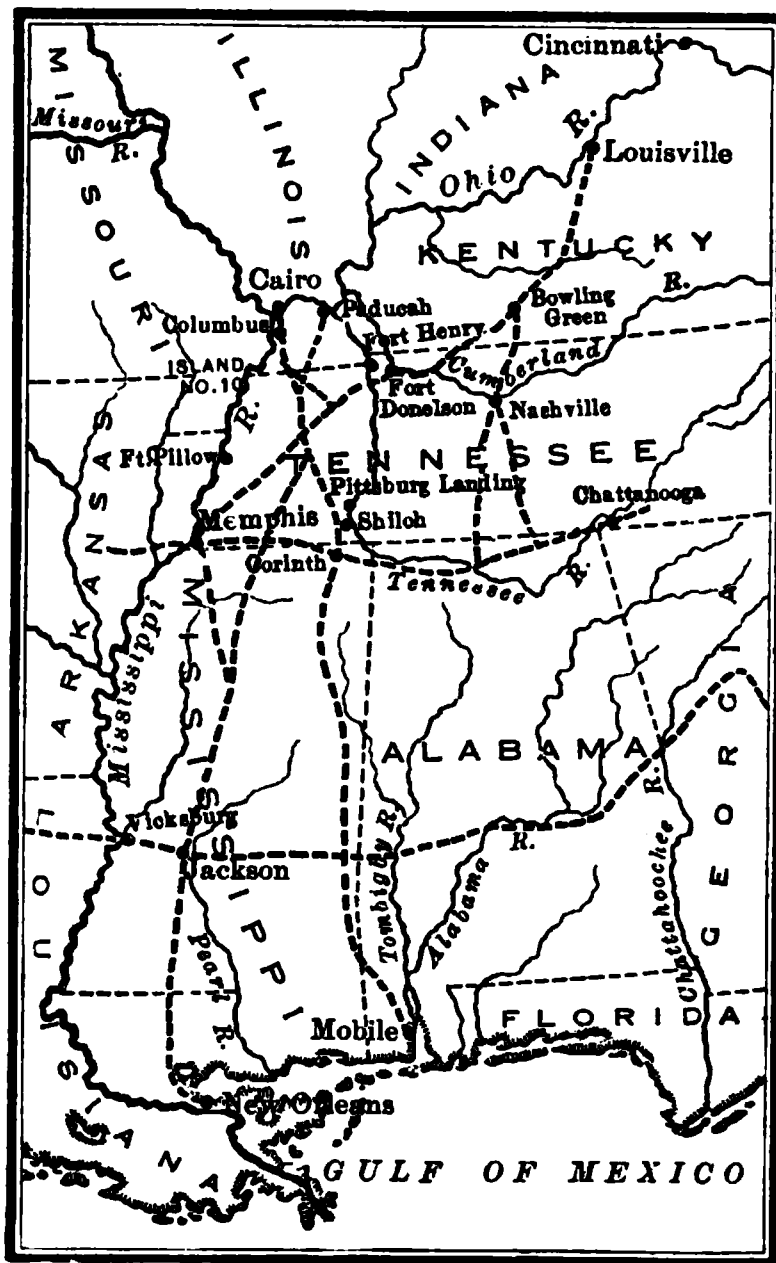 Cincinnati
MISSOURI
ILLINOIS
INDIANA
Missouri
R.
Ohio
R.
Louisville
KENTUCKY
Cairo
Columbus
Paducah
Bowling
Green
R.
Fort Henry
Cumberland
ISLAND
NO. 10
R.
Fort
Donelson
Nashville
Ft. Pillow
TENNESSEE
Pittsburg Landing
Chattanooga
Memphis
Shiloh
Corinth
Tennessee
R.
ARKANSAS
Mississippi
MISSISSIPPI
ALABAMA
GEORGIA
Vicksburg
Jackson
Tombigby R.
Alabama
R.
R.
Chattahoochee
LOUISIANA
Pearl R.
Mobile
FLORIDA
New Orleans
GULF OF MEXICO